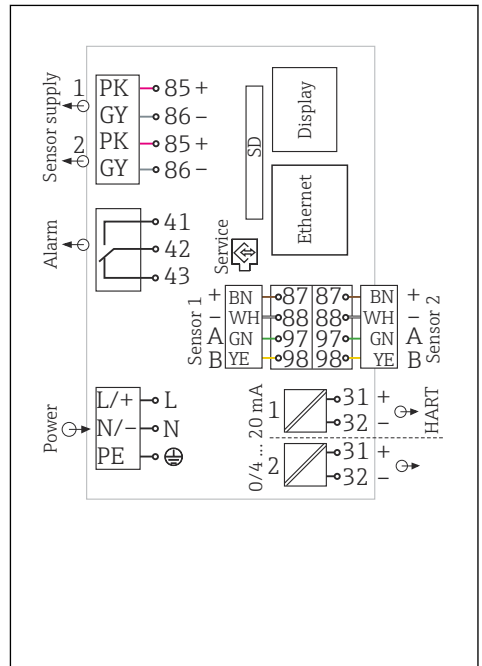 Sensor supply
1 PK 85 +
GY 86 –
2 PK 85 +
GY 86 –
SD
Display
Ethernet
Alarm
41
42
43
Service
Sensor 1
+ BN 87 87 BN +
– WH 88 88 WH –
A GN 97 97 GN A
B YE 98 98 YE B
Sensor 2
Power
L/+ L
N/– N
PE
0/4 ... 20 mA
1 31 +
32 –
HART
2 31 +
32 –